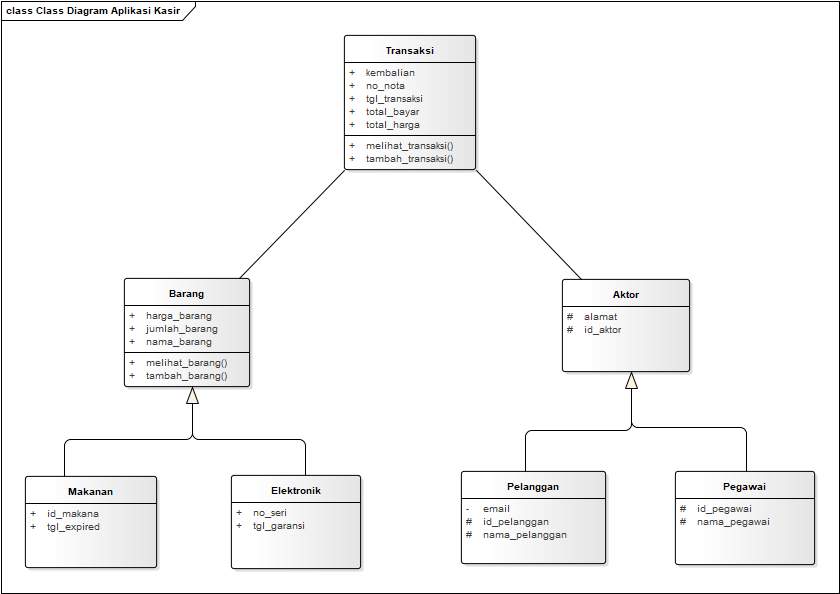 class Class Diagram Aplikasi Kasir
Transaksi
+ kembalian
+ no_nota
+ tgl_transaksi
+ total_bayar
+ total_harga
+ melihat_transaksi()
+ tambah_transaksi()
Barang
+ harga_barang
+ jumlah_barang
+ nama_barang
+ melihat_barang()
+ tambah_barang()
Aktor
# alamat
# id_aktor
Makanan
+ id_makana
+ tgl_expired
Elektronik
+ no_seri
+ tgl_garansi
Pelanggan
- email
# id_pelanggan
# nama_pelanggan
Pegawai
# id_pegawai
# nama_pegawai